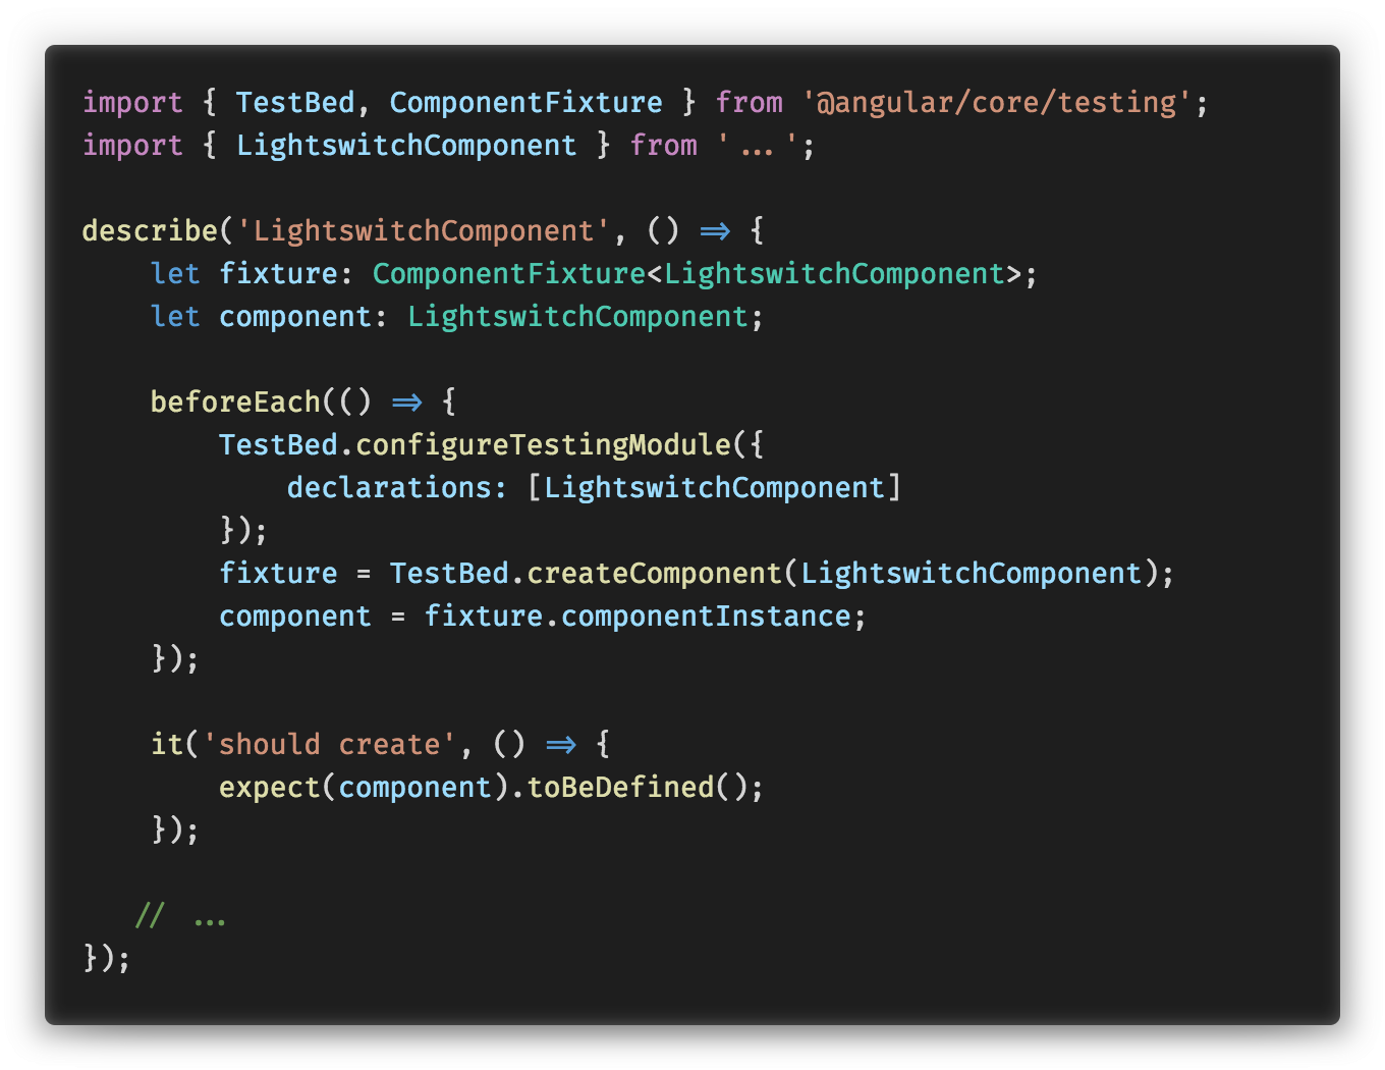 import { TestBed, ComponentFixture } from '@angular/core/testing';
import { LightswitchComponent } from '...';

describe('LightswitchComponent', () => {
    let fixture: ComponentFixture<LightswitchComponent>;
    let component: LightswitchComponent;

    beforeEach(() => {
        TestBed.configureTestingModule({
            declarations: [LightswitchComponent]
        });
        fixture = TestBed.createComponent(LightswitchComponent);
        component = fixture.componentInstance;
    });

    it('should create', () => {
        expect(component).toBeDefined();
    });

   // ...
});